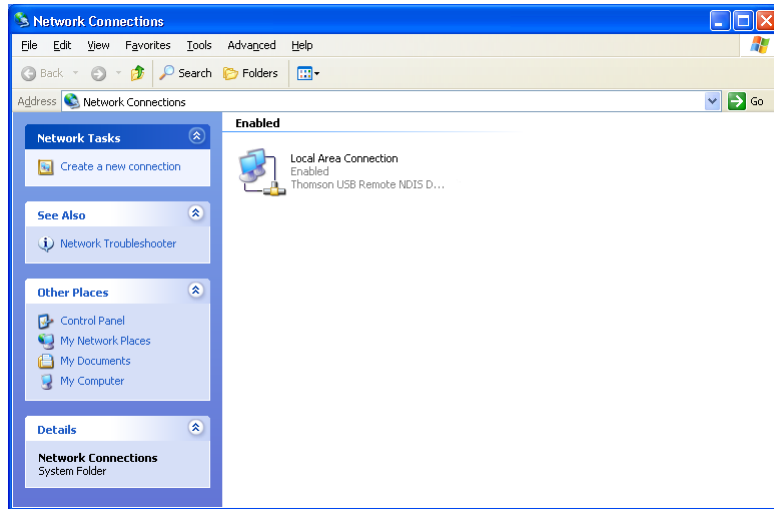 Network Connections
File Edit View Favorites Tools Advanced Help
Back Search Folders
Address Network Connections Go
Network Tasks
Create a new connection
See Also
Network Troubleshooter
Other Places
Control Panel
My Network Places
My Documents
My Computer
Details
Network Connections
System Folder
Enabled
Local Area Connection
Enabled
Thomson USB Remote NDIS D...